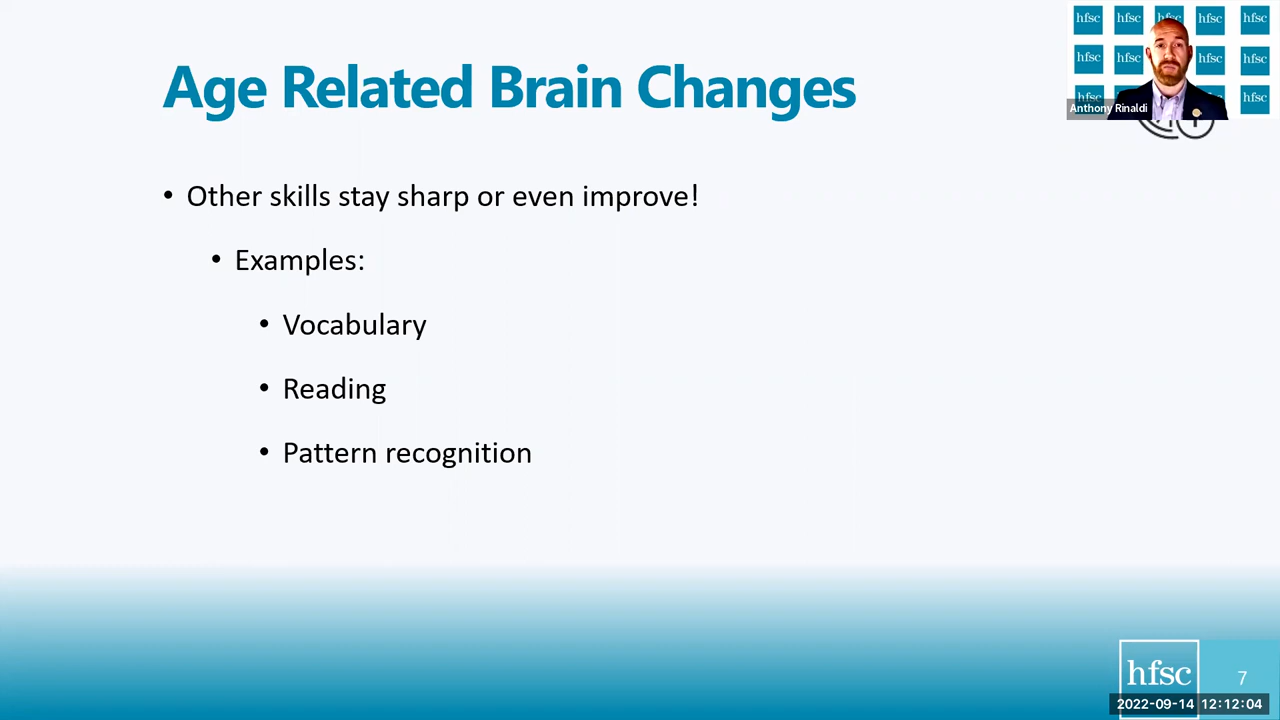 Age Related Brain Changes
hfsc hfsc hfsc hfsc hfsc
hfsc hfsc hfsc hfsc
hfsc hfsc
Anthony Rinaldi
• Other skills stay sharp or even improve!
• Examples:
• Vocabulary
• Reading
• Pattern recognition
hfsc
7
2022-09-14 12:12:04